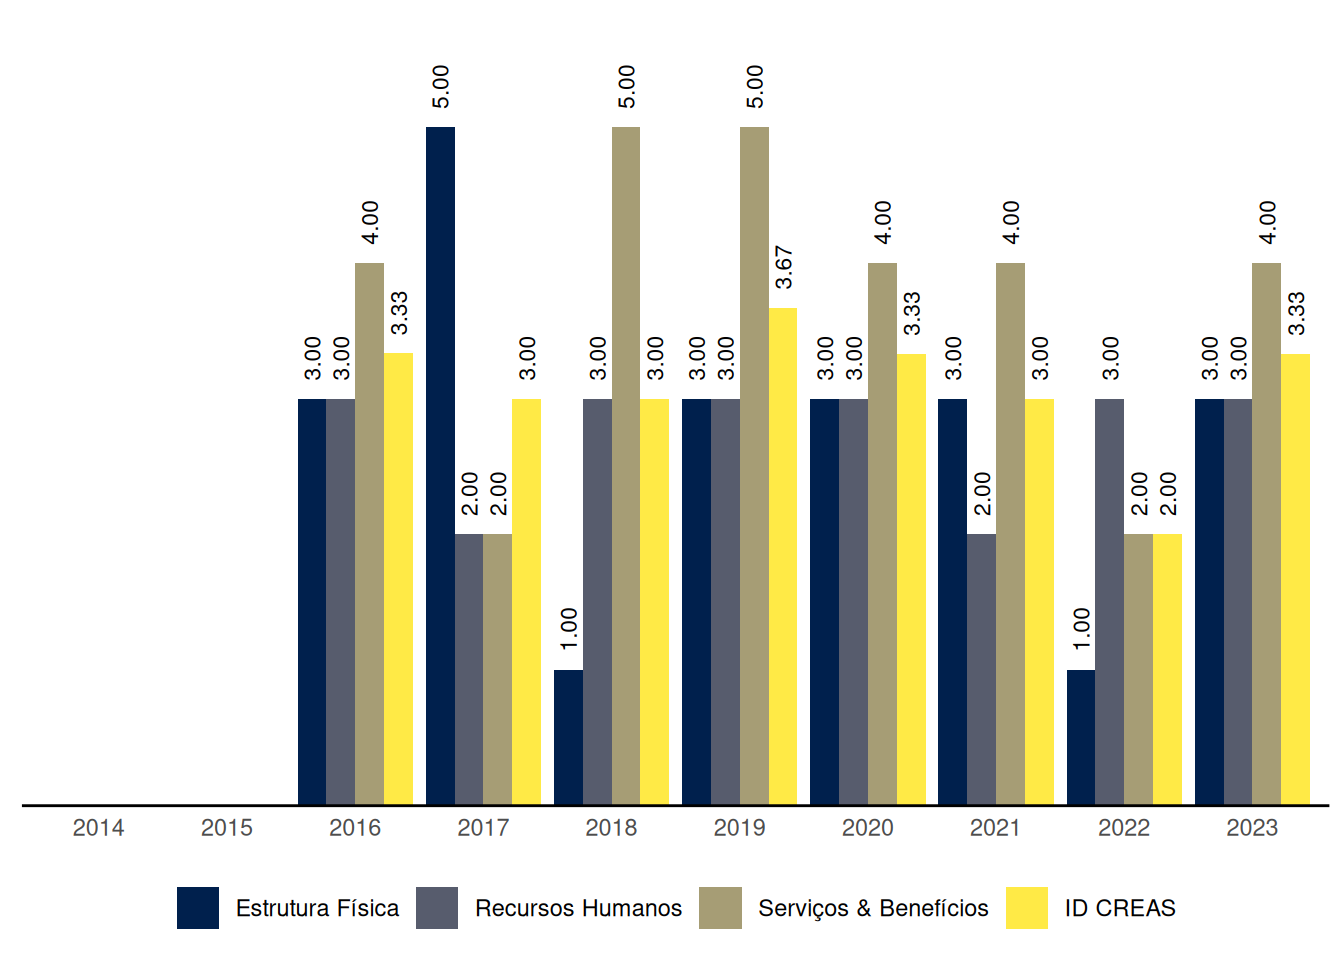 5.00 5.00 5.00
4.00 4.00 4.00 4.00
3.67
3.33 3.33 3.33
3.00 3.00 3.00 3.00 3.00 3.00 3.00 3.00 3.00 3.00 3.00 3.00 3.00 3.00
2.00 2.00 2.00 2.00 2.00
1.00 1.00
2014 2015 2016 2017 2018 2019 2020 2021 2022 2023
Estrutura Física Recursos Humanos Serviços & Benefícios ID CREAS